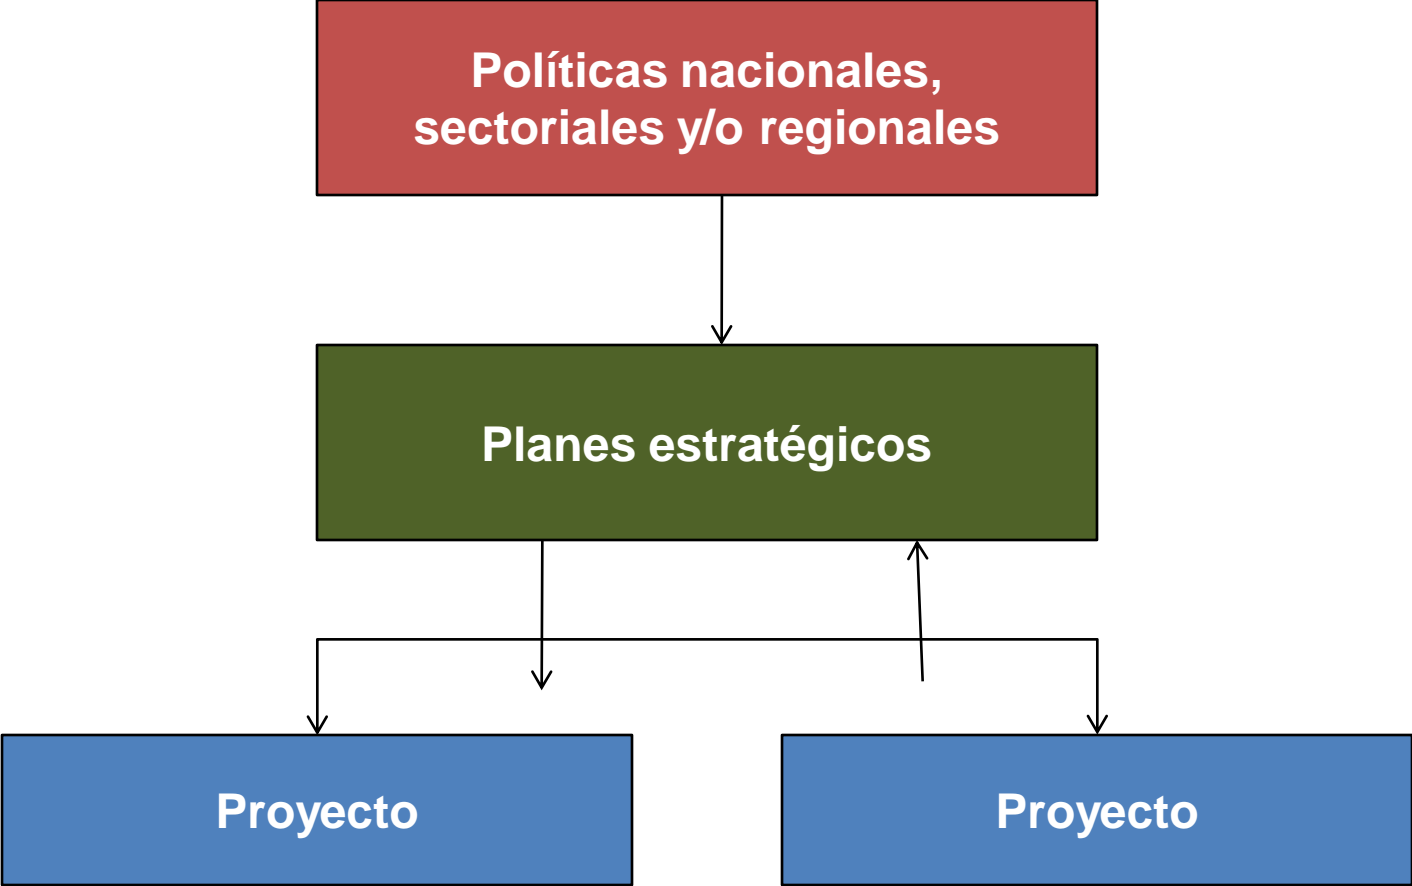 Políticas nacionales,
sectoriales y/o regionales
Planes estratégicos
Proyecto
Proyecto